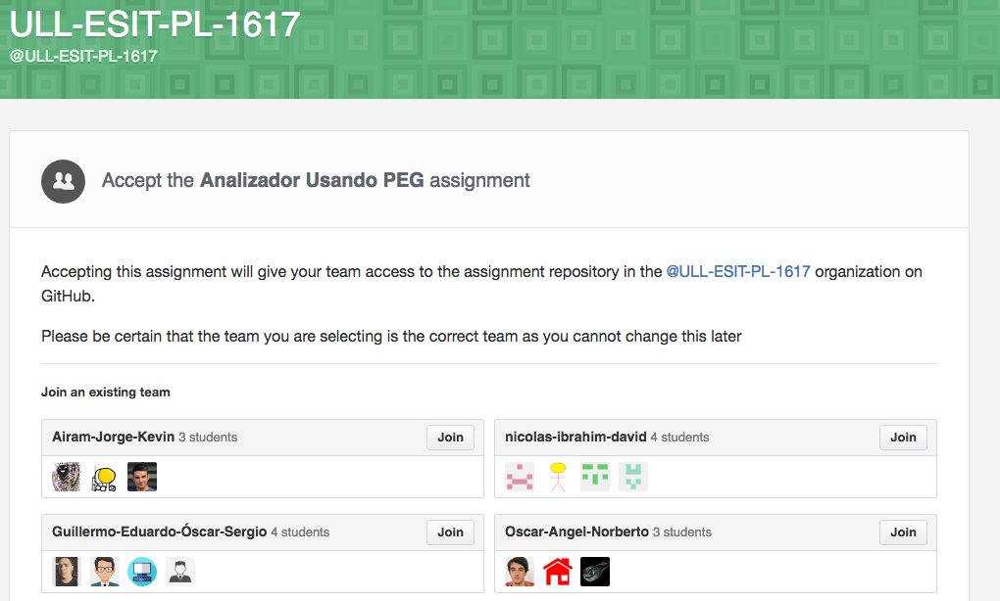 ULL-ESIT-PL-1617
@ULL-ESIT-PL-1617
Accept the Analizador Usando PEG assignment
Accepting this assignment will give your team access to the assignment repository in the @ULL-ESIT-PL-1617 organization on
GitHub.
Please be certain that the team you are selecting is the correct team as you cannot change this later
Join an existing team
Airam-Jorge-Kevin 3 students Join
nicolas-ibrahim-david 4 students Join
Guillermo-Eduardo-Óscar-Sergio 4 students Join
Oscar-Angel-Norberto 3 students Join